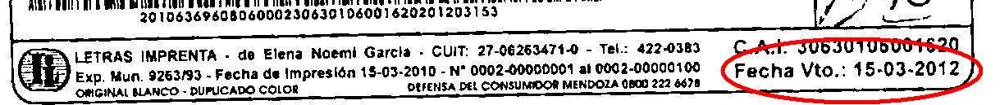 20106369608060002306301060016202012031​53
LETRAS IMPRENTA - de Elena Noemí García - CUIT: 27-06263471-0 - Tel.: 422-0383
C.A.I. 30630106001620
Exp. Mun. 9263/93 - Fecha de Impresión 15-03-2010 - N° 0002-00000001 al 0002-00000100
Fecha Vto.: 15-03-2012
ORIGINAL BLANCO - DUPLICADO COLOR
DEFENSA DEL CONSUMIDOR MENDOZA 0800 222 6678